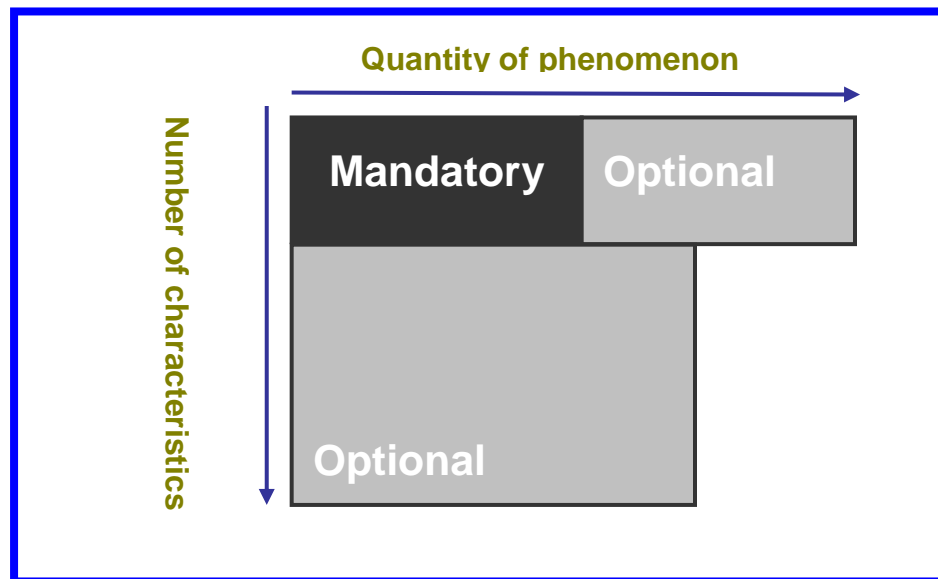 Quantity of phenomenon
Number of characteristics
Mandatory
Optional
Optional